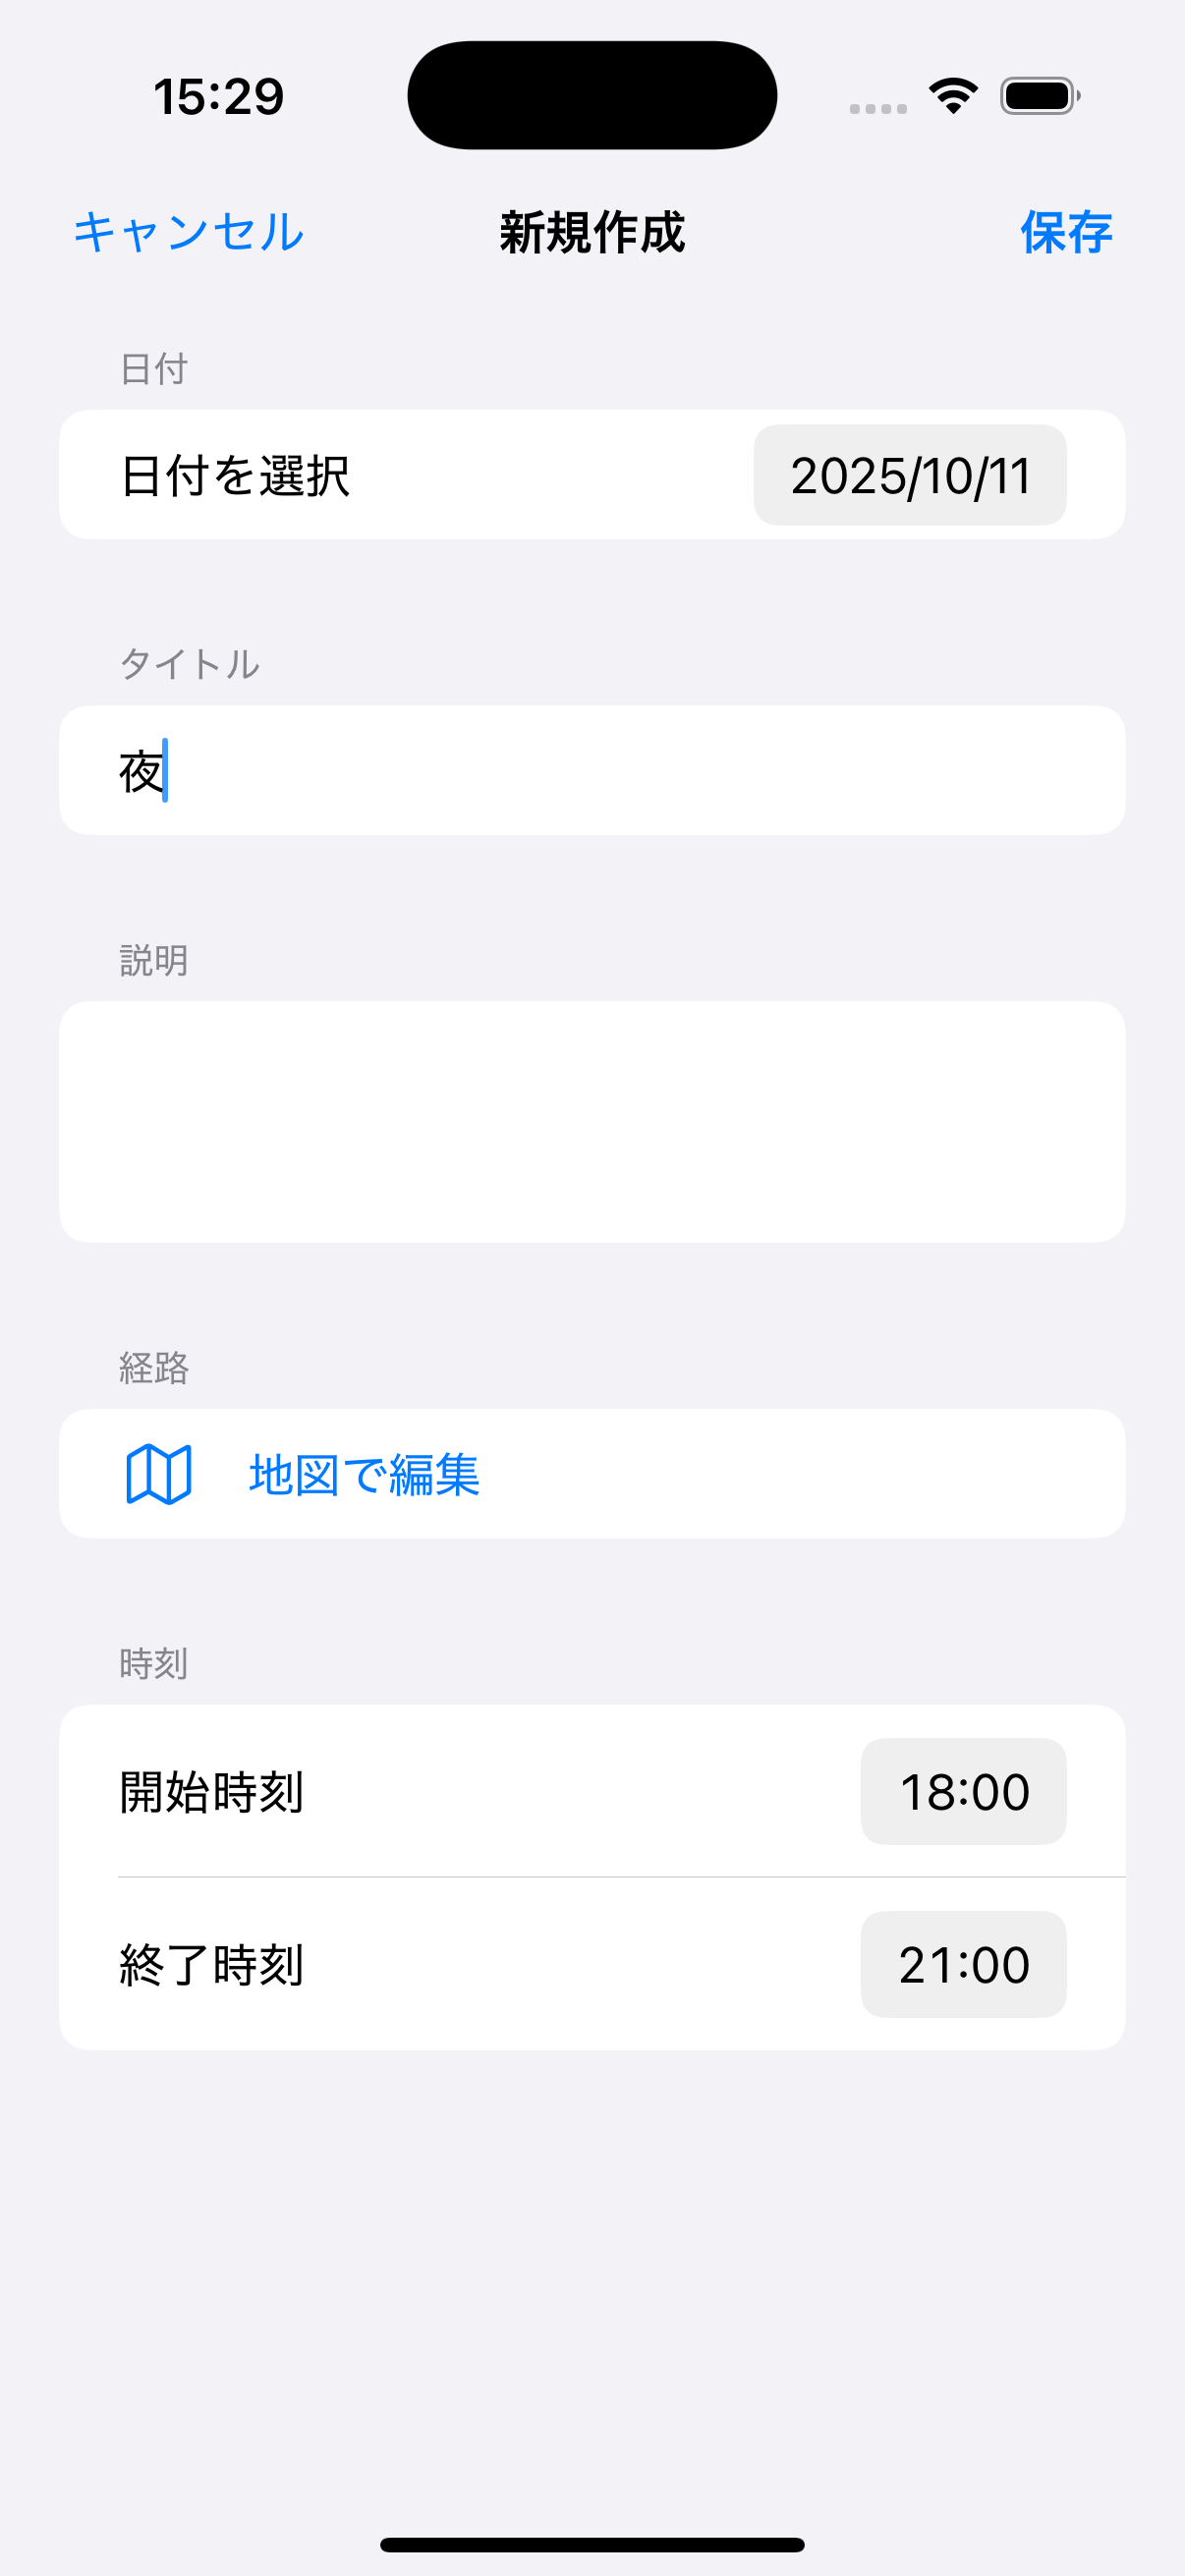 15:29
キャンセル 新規作成 保存
日付
日付を選択 2025/10/11
タイトル
夜
説明
経路
地図で編集
時刻
開始時刻 18:00
終了時刻 21:00